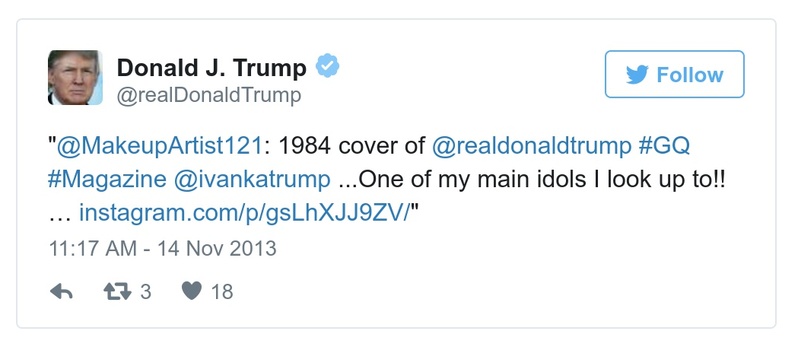 Donald J. Trump
@realDonaldTrump
Follow
"@MakeupArtist121: 1984 cover of @realdonaldtrump #GQ
#Magazine @ivankatrump ...One of my main idols I look up to!!
… instagram.com/p/gsLhXJJ9ZV/"
11:17 AM - 14 Nov 2013
3 18